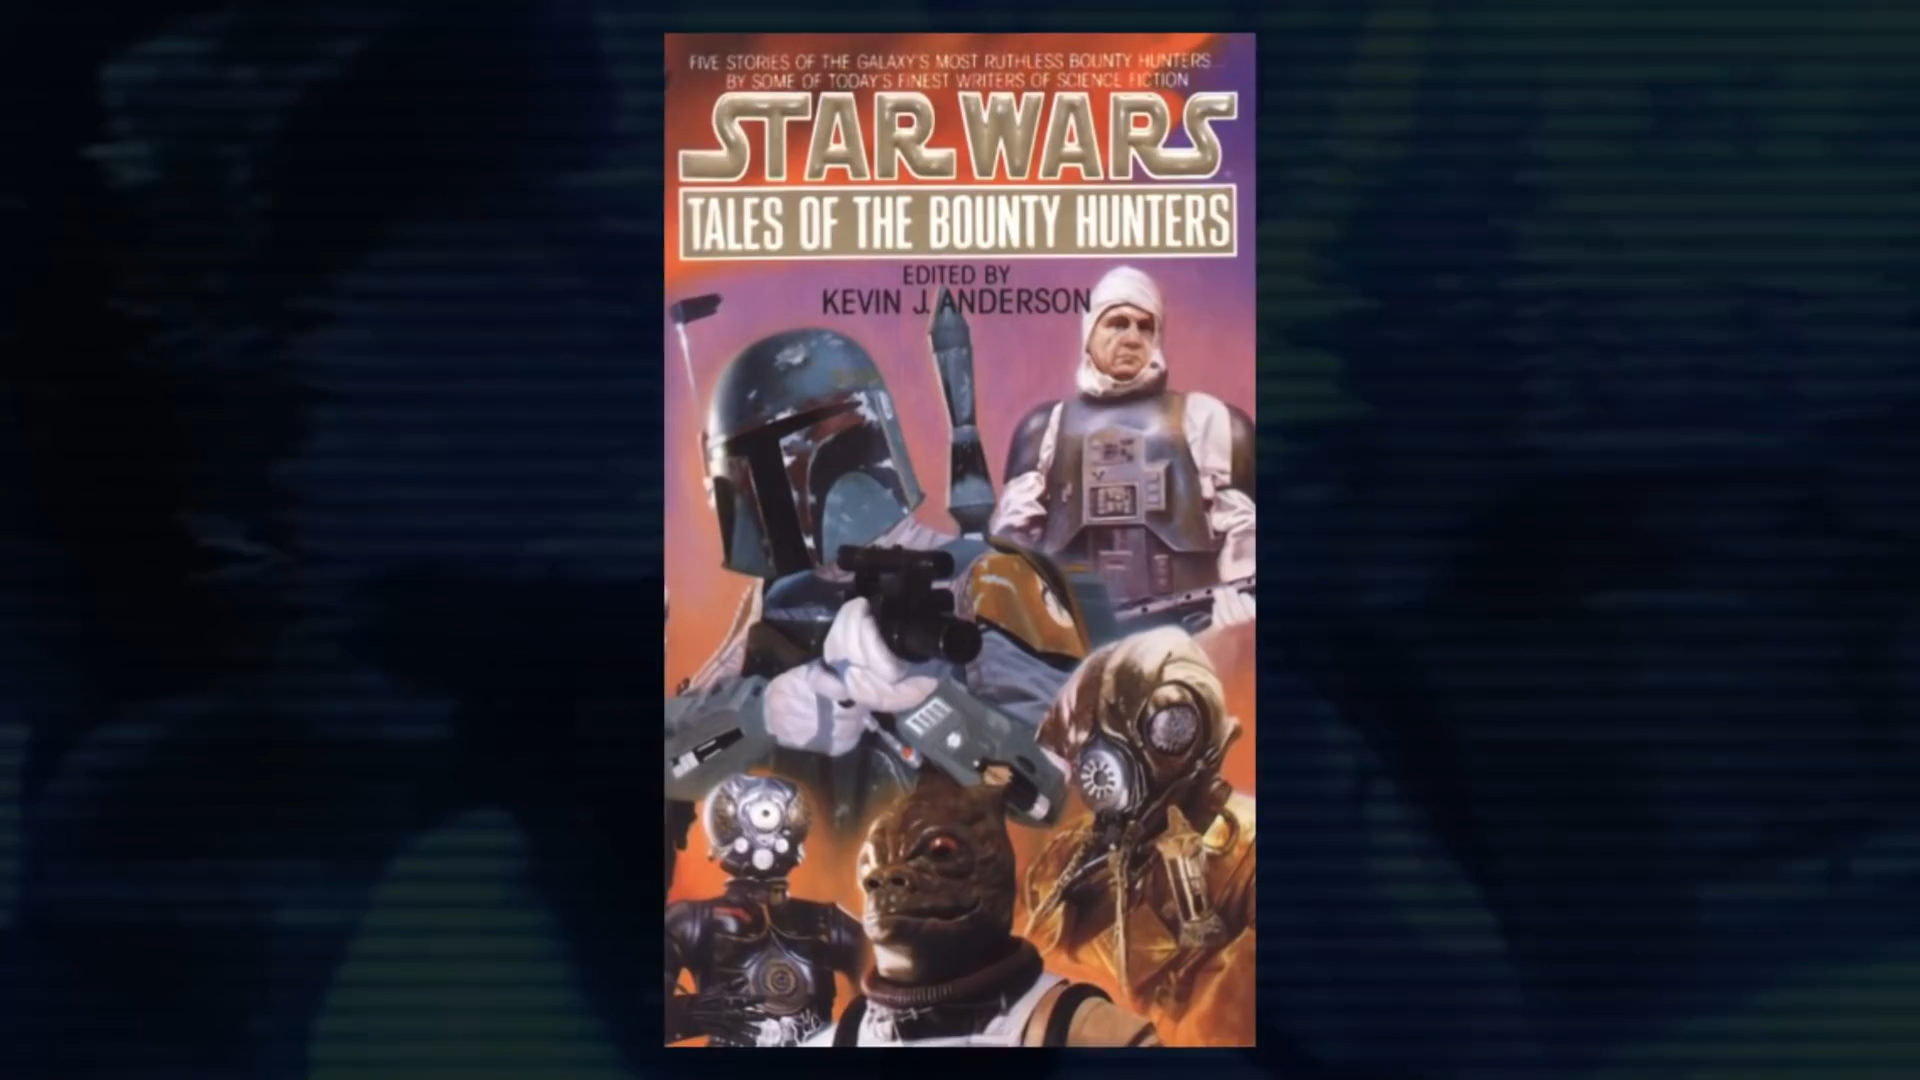 FIVE STORIES OF THE GALAXY'S MOST RUTHLESS BOUNTY HUNTERS...
BY SOME OF TODAY'S FINEST WRITERS OF SCIENCE FICTION
STAR WARS
TALES OF THE BOUNTY HUNTERS
EDITED BY
KEVIN J. ANDERSON